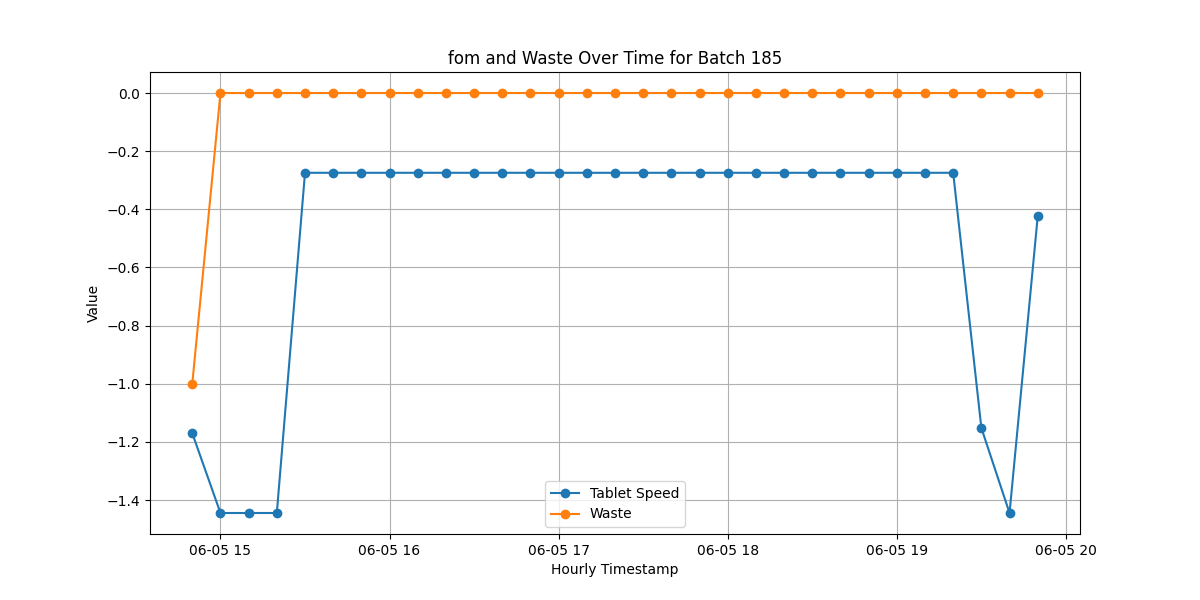 fom and Waste Over Time for Batch 185
0.0
−0.2
−0.4
−0.6
−0.8
−1.0
−1.2
−1.4
Value
Tablet Speed
Waste
06-05 15
06-05 16
06-05 17
06-05 18
06-05 19
06-05 20
Hourly Timestamp